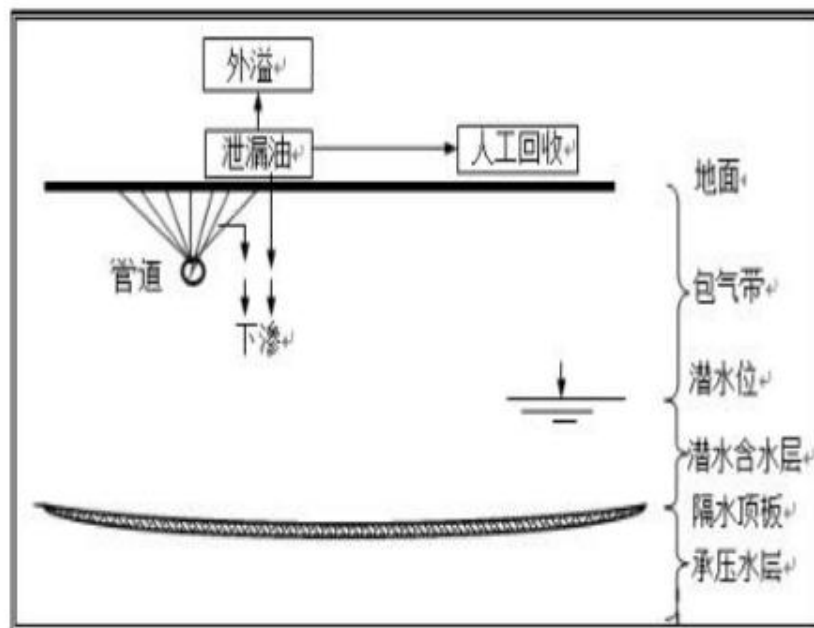 外溢
泄漏油
人工回收
地面
管道
包气带
下渗
潜水位
潜水含水层
隔水顶板
承压水层